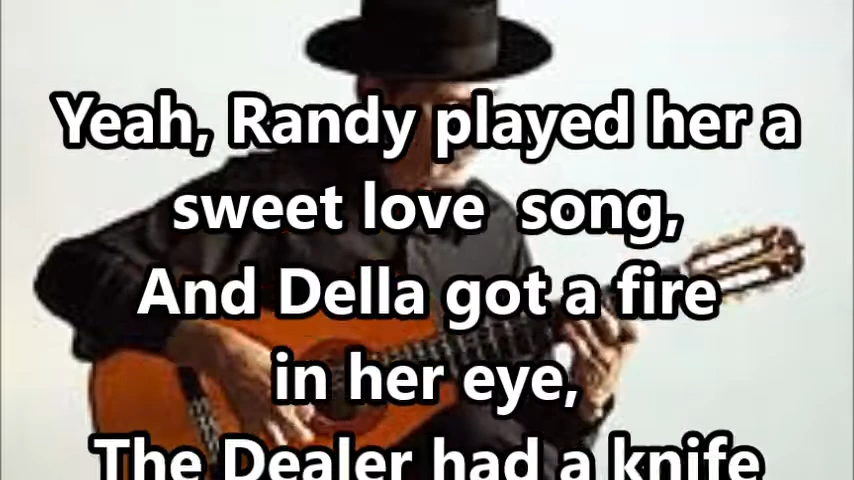 Yeah, Randy played her a
sweet love song,
And Della got a fire
in her eye,
The Dealer had a knife